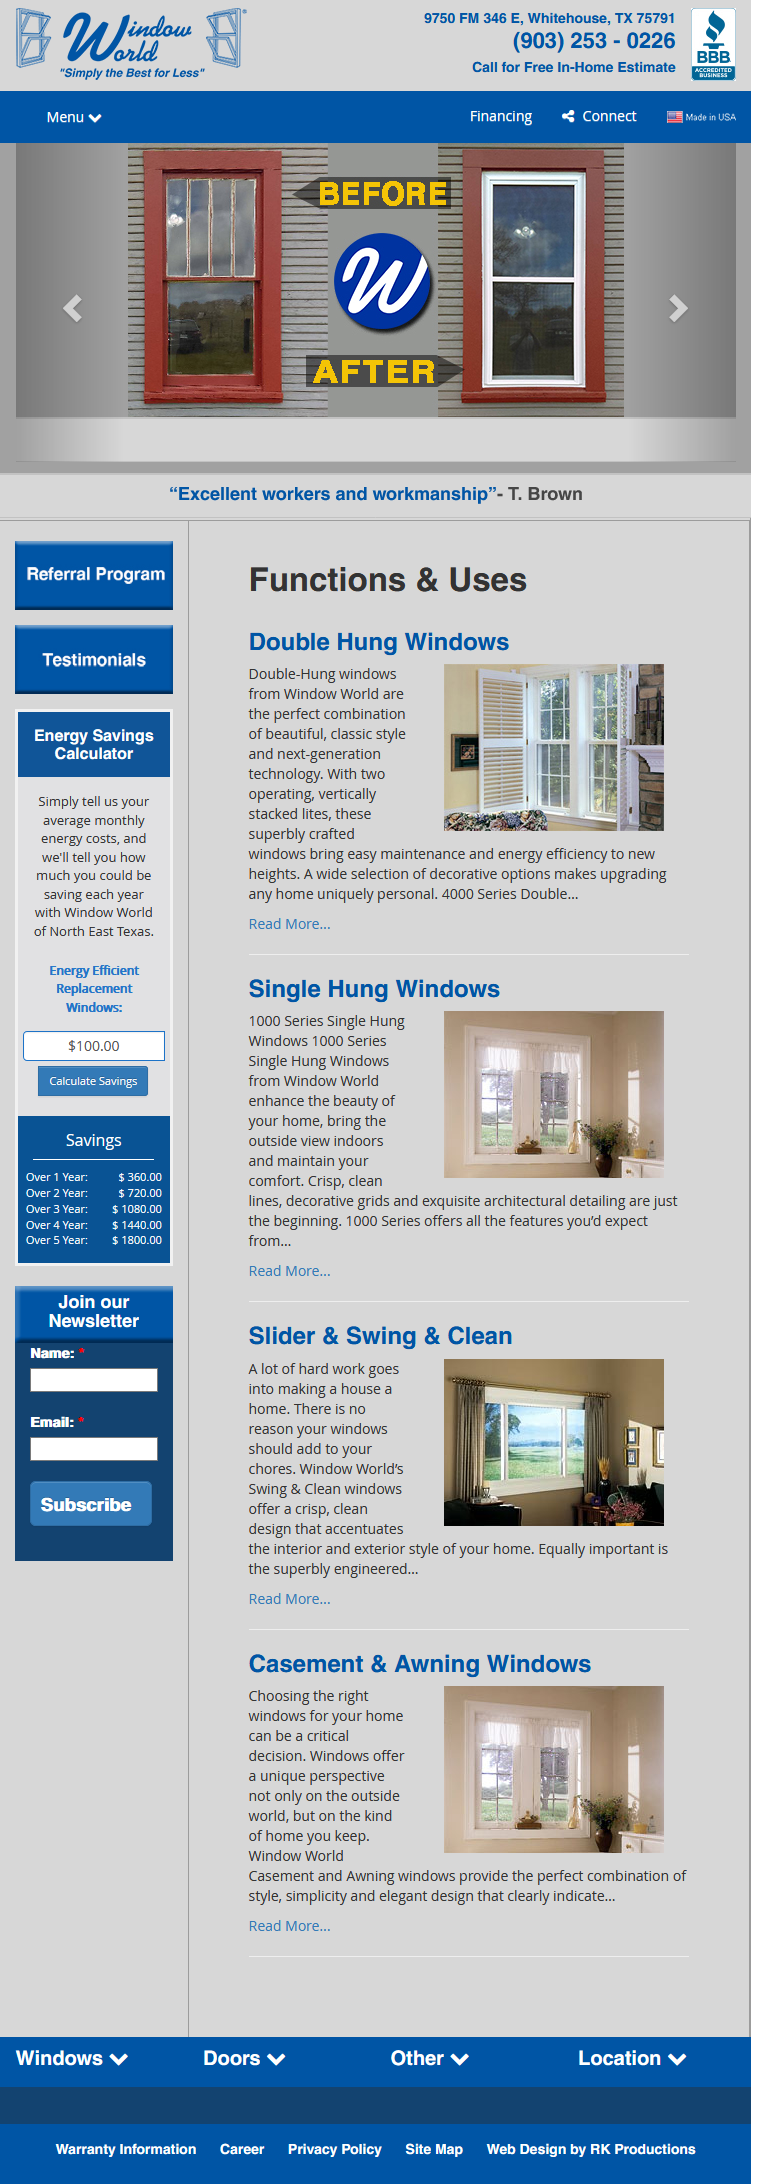 Window World
"Simply the Best for Less"
9750 FM 346 E, Whitehouse, TX 75791
(903) 253 - 0226
Call for Free In-Home Estimate
BBB
ACCREDITED
BUSINESS
Menu
Financing
Connect
Made in USA
BEFORE
W
AFTER
“Excellent workers and workmanship”- T. Brown
Referral Program
Testimonials
Energy Savings
Calculator
Simply tell us your
average monthly
energy costs, and
we'll tell you how
much you could be
saving each year
with Window World
of North East Texas.
Energy Efficient
Replacement
Windows:
$100.00
Calculate Savings
Savings
Over 1 Year: $ 360.00
Over 2 Year: $ 720.00
Over 3 Year: $ 1080.00
Over 4 Year: $ 1440.00
Over 5 Year: $ 1800.00
Join our
Newsletter
Name: *
Email: *
Subscribe
Functions & Uses
Double Hung Windows
Double-Hung windows
from Window World are
the perfect combination
of beautiful, classic style
and next-generation
technology. With two
operating, vertically
stacked lites, these
superbly crafted
windows bring easy maintenance and energy efficiency to new
heights. A wide selection of decorative options makes upgrading
any home uniquely personal. 4000 Series Double...
Read More...
Single Hung Windows
1000 Series Single Hung
Windows 1000 Series
Single Hung Windows
from Window World
enhance the beauty of
your home, bring the
outside view indoors
and maintain your
comfort. Crisp, clean
lines, decorative grids and exquisite architectural detailing are just
the beginning. 1000 Series offers all the features you’d expect
from...
Read More...
Slider & Swing & Clean
A lot of hard work goes
into making a house a
home. There is no
reason your windows
should add to your
chores. Window World’s
Swing & Clean windows
offer a crisp, clean
design that accentuates
the interior and exterior style of your home. Equally important is
the superbly engineered...
Read More...
Casement & Awning Windows
Choosing the right
windows for your home
can be a critical
decision. Windows offer
a unique perspective
not only on the outside
world, but on the kind
of home you keep.
Window World
Casement and Awning windows provide the perfect combination of
style, simplicity and elegant design that clearly indicate...
Read More...
Windows
Doors
Other
Location
Warranty Information
Career
Privacy Policy
Site Map
Web Design by RK Productions